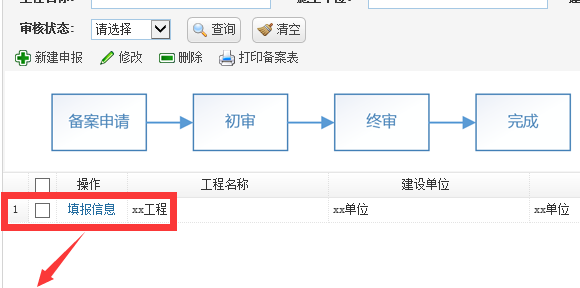 审核状态: 请选择 查询 清空
新建申报 修改 删除 打印备案表
备案申请 初审 终审 完成
操作 工程名称 建设单位
1 填报信息 xx工程 xx单位 xx单位